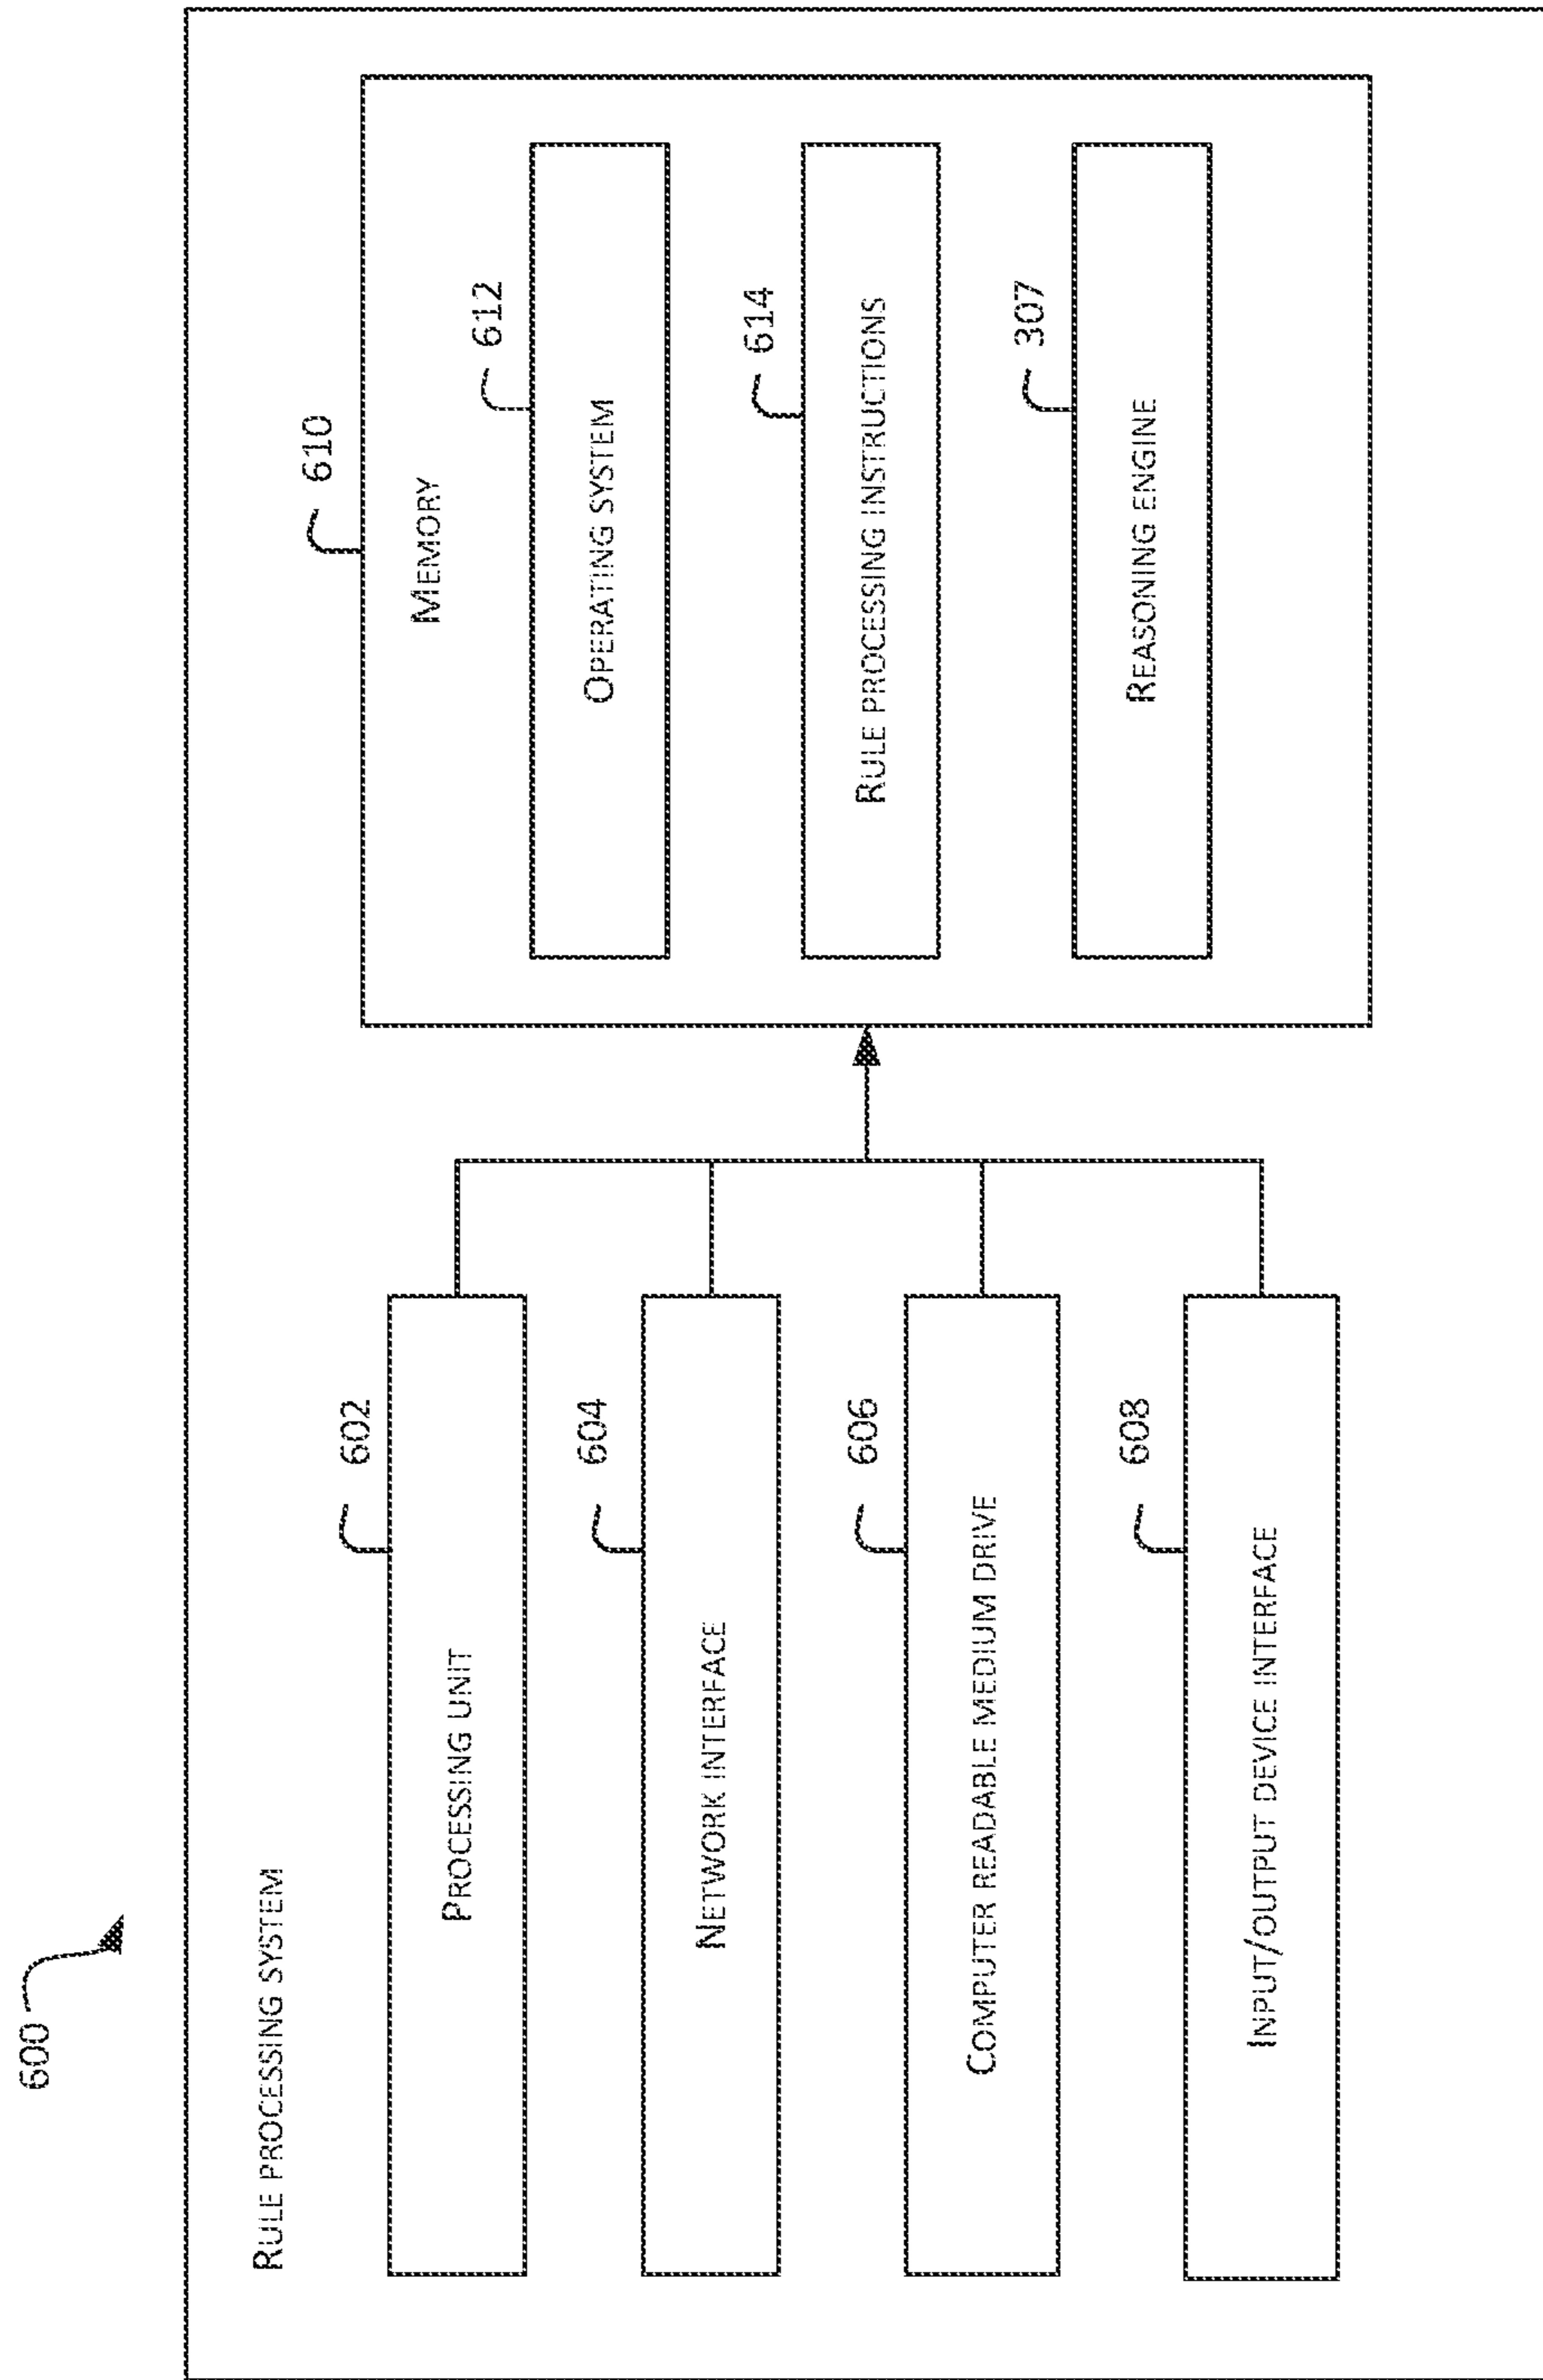 600
RULE PROCESSING SYSTEM
602
PROCESSING UNIT
604
NETWORK INTERFACE
606
COMPUTER READABLE MEDIUM DRIVE
608
INPUT/OUTPUT DEVICE INTERFACE
610
MEMORY
612
OPERATING SYSTEM
614
RULE PROCESSING INSTRUCTIONS
307
REASONING ENGINE